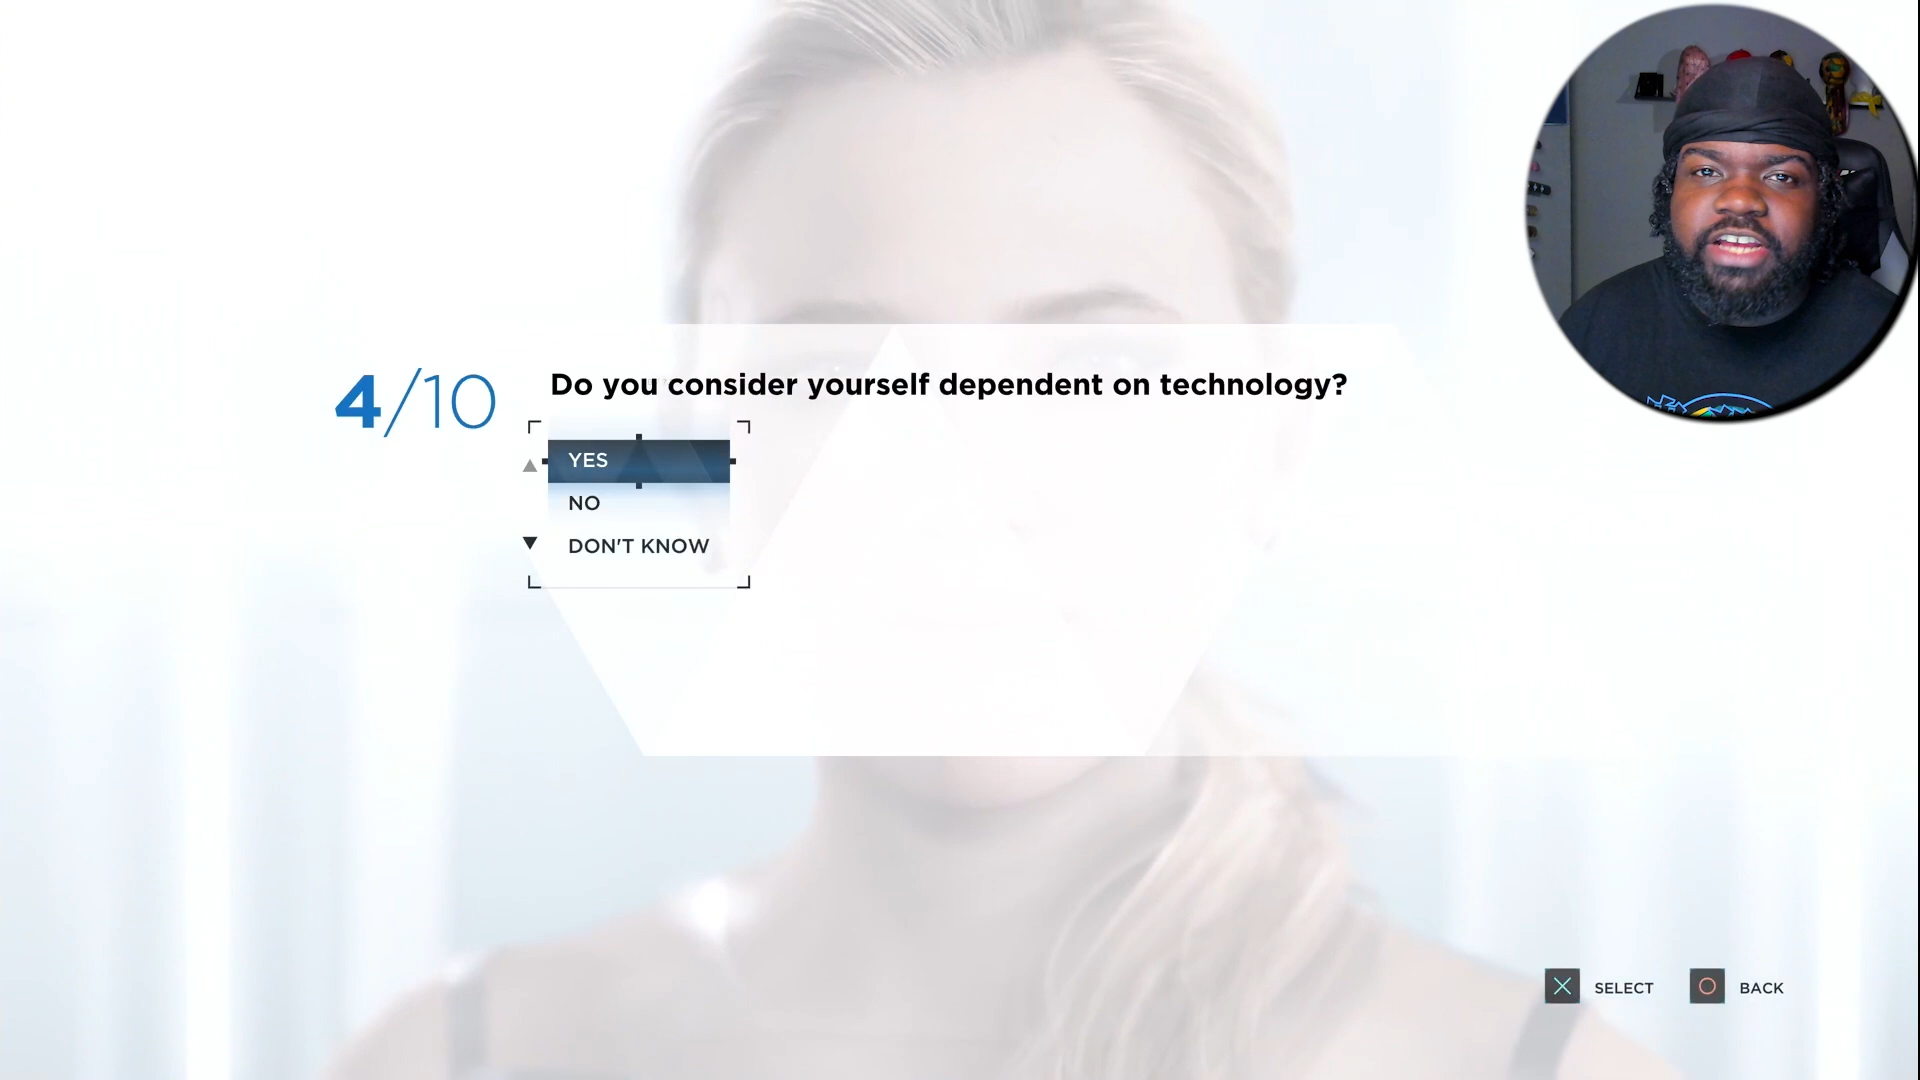 4/10
Do you consider yourself dependent on technology?
YES
NO
DON'T KNOW
SELECT
BACK